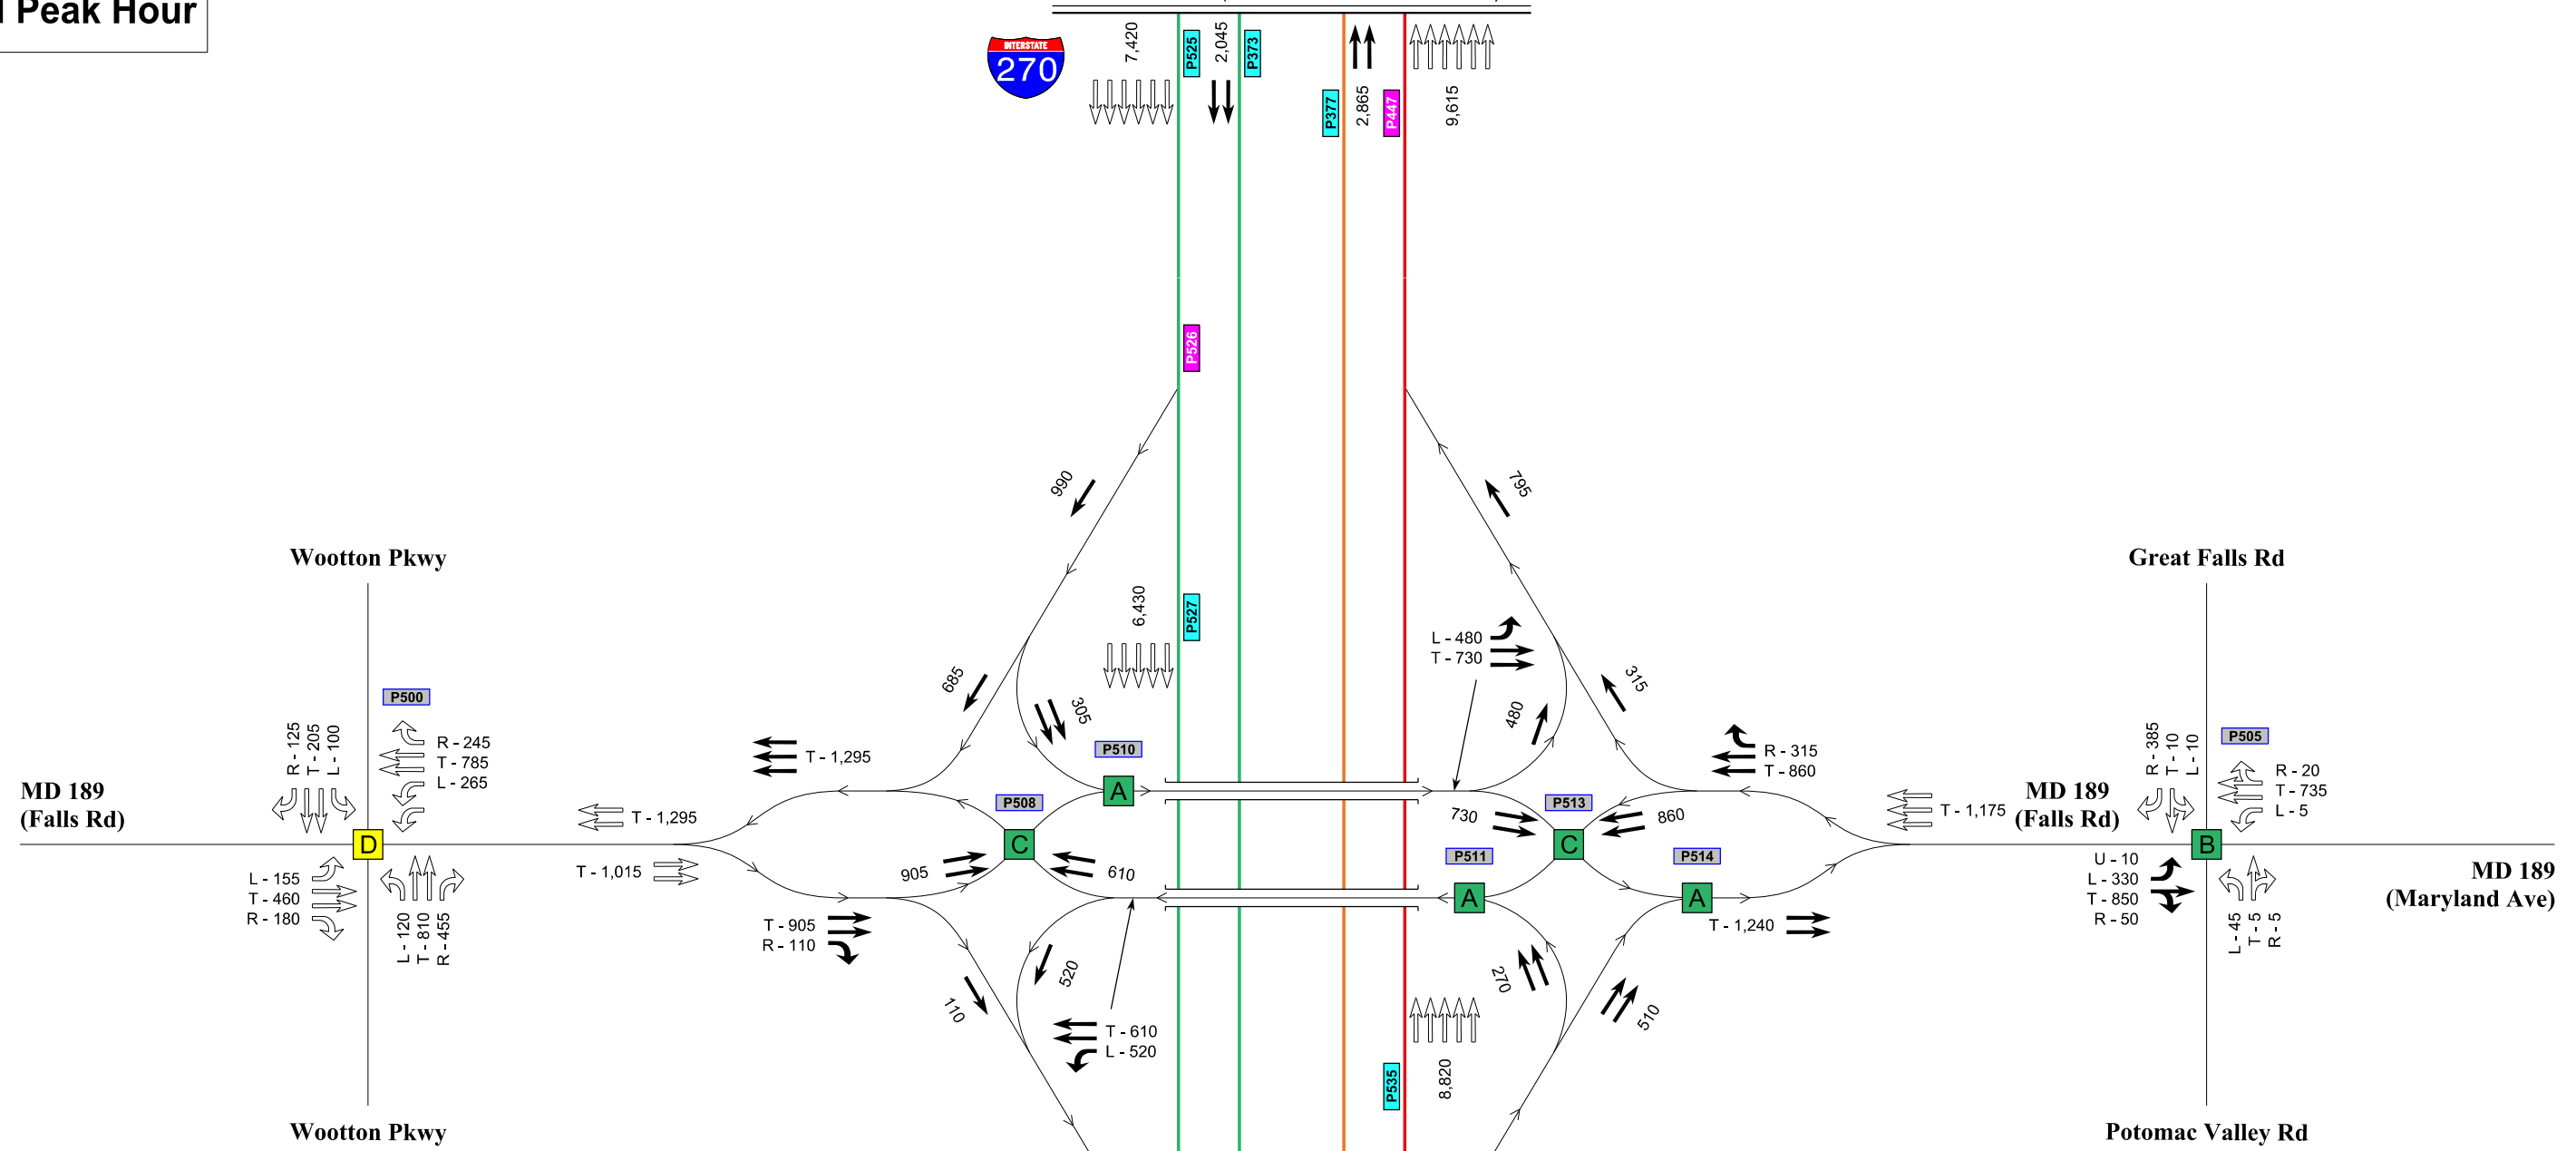 Peak Hour
INTERSTATE
270
7,420
P525
2,045
P373
P377
2,865
P447
9,615
P526
990
795
Wootton Pkwy
Great Falls Rd
6,430
P527
L - 480
T - 730
685
305
480
315
P500
R - 125
T - 205
L - 100
R - 245
T - 785
L - 265
T - 1,295
P510
R - 315
T - 860
R - 385
T - 10
L - 10
P505
R - 20
T - 735
L - 5
MD 189
(Falls Rd)
T - 1,295
A
P508
P513
730
860
T - 1,175
MD 189
(Falls Rd)
D
C
C
B
L - 155
T - 460
R - 180
T - 1,015
905
610
P511
P514
U - 10
L - 330
T - 850
R - 50
MD 189
(Maryland Ave)
L - 120
T - 810
R - 455
T - 905
R - 110
A
A
T - 1,240
L - 45
T - 5
R - 5
110
520
270
510
T - 610
L - 520
P535
8,820
Wootton Pkwy
Potomac Valley Rd